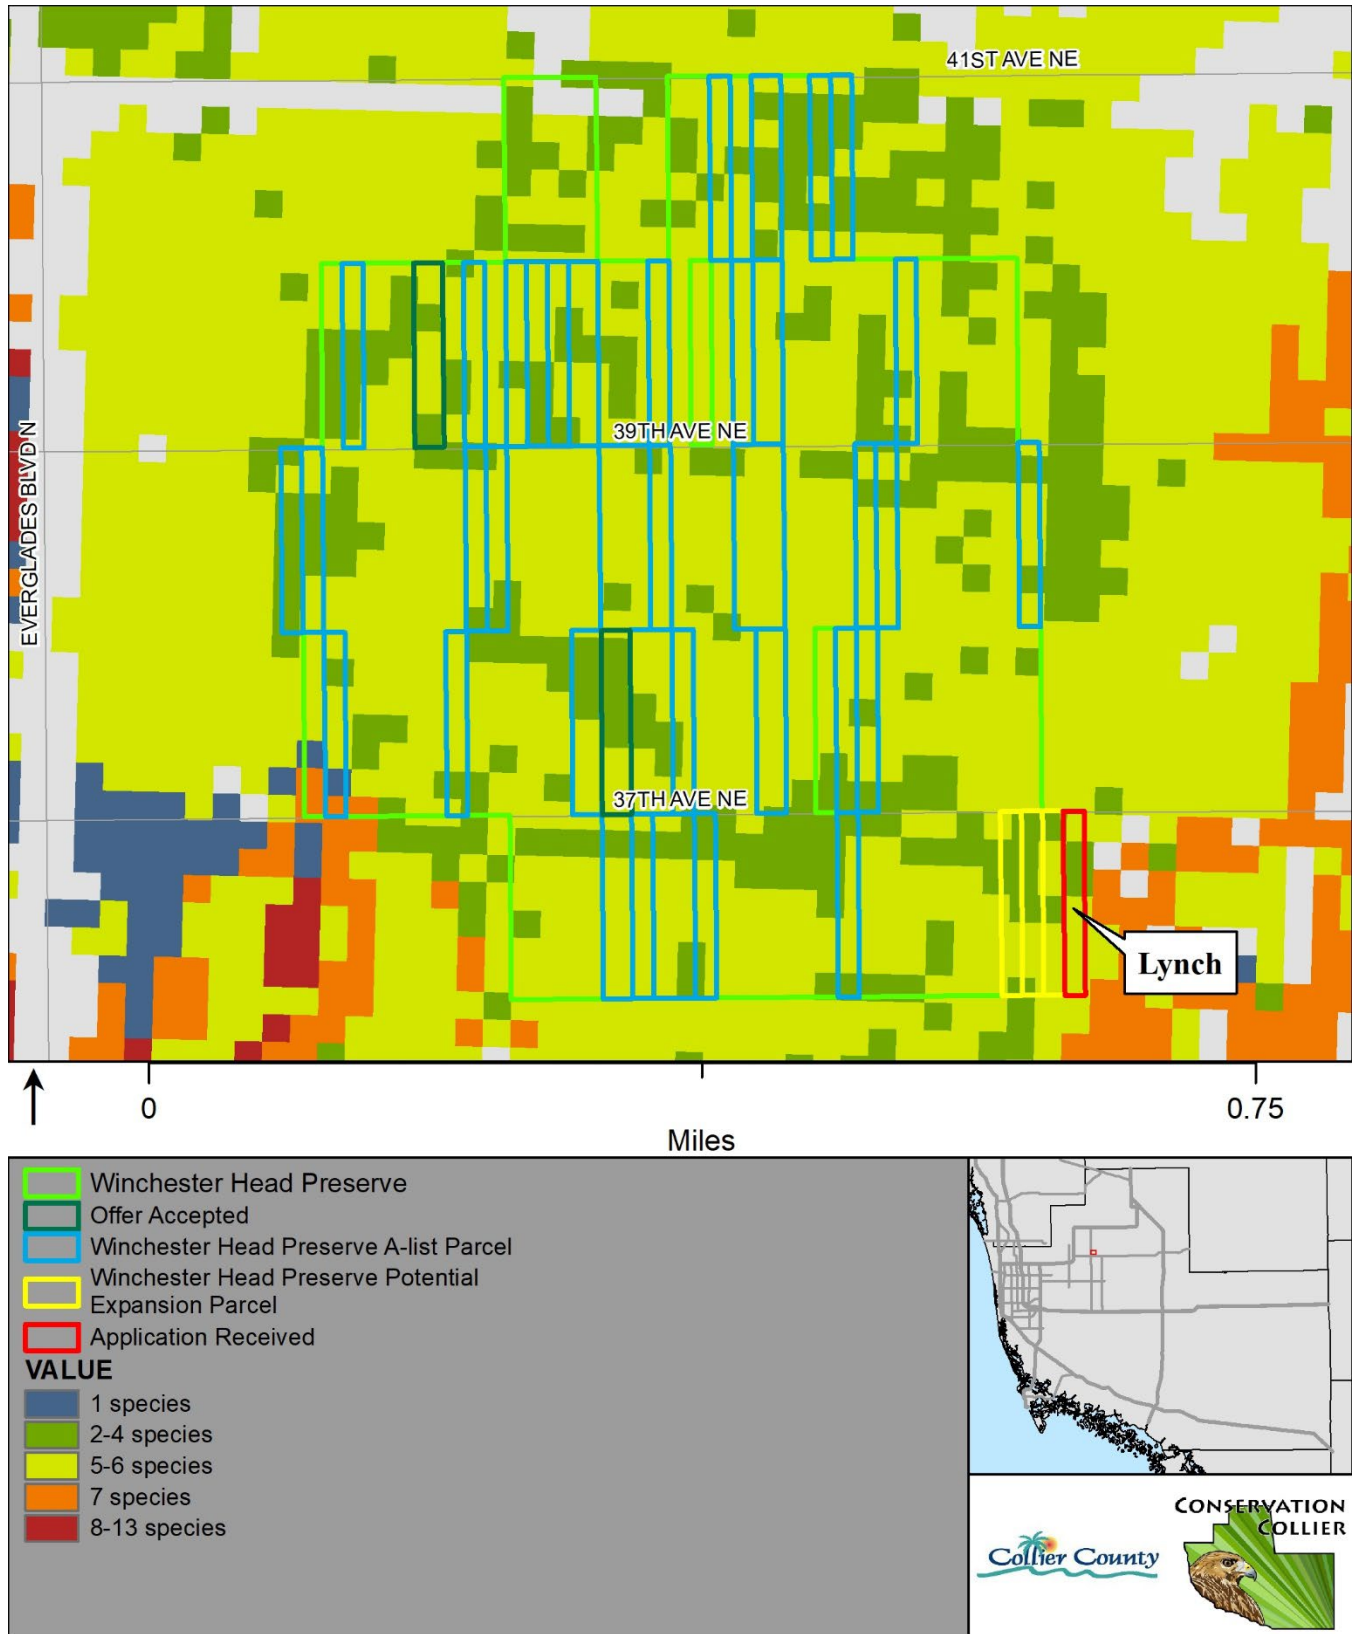 41ST AVE NE
39TH AVE NE
EVERGLADES BLVD N
37TH AVE NE
Lynch
0
0.75
Miles
Winchester Head Preserve
Offer Accepted
Winchester Head Preserve A-list Parcel
Winchester Head Preserve Potential
Expansion Parcel
Application Received
VALUE
1 species
2-4 species
5-6 species
7 species
8-13 species
CONSERVATION
COLLIER
Collier County